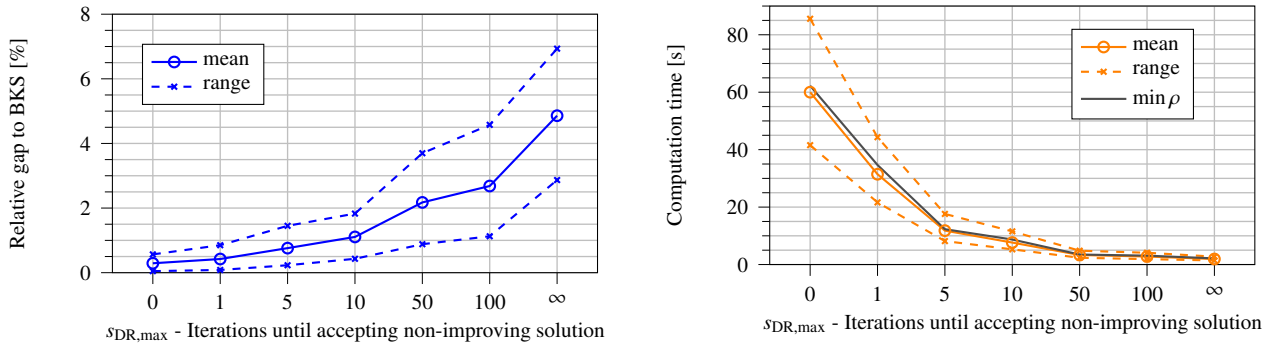 Relative gap to BKS [%]
8
6
4
2
0
mean
range
0 1 5 10 50 100 ∞
s_DR,max - Iterations until accepting non-improving solution
Computation time [s]
80
60
40
20
0
mean
range
min ρ
0 1 5 10 50 100 ∞
s_DR,max - Iterations until accepting non-improving solution